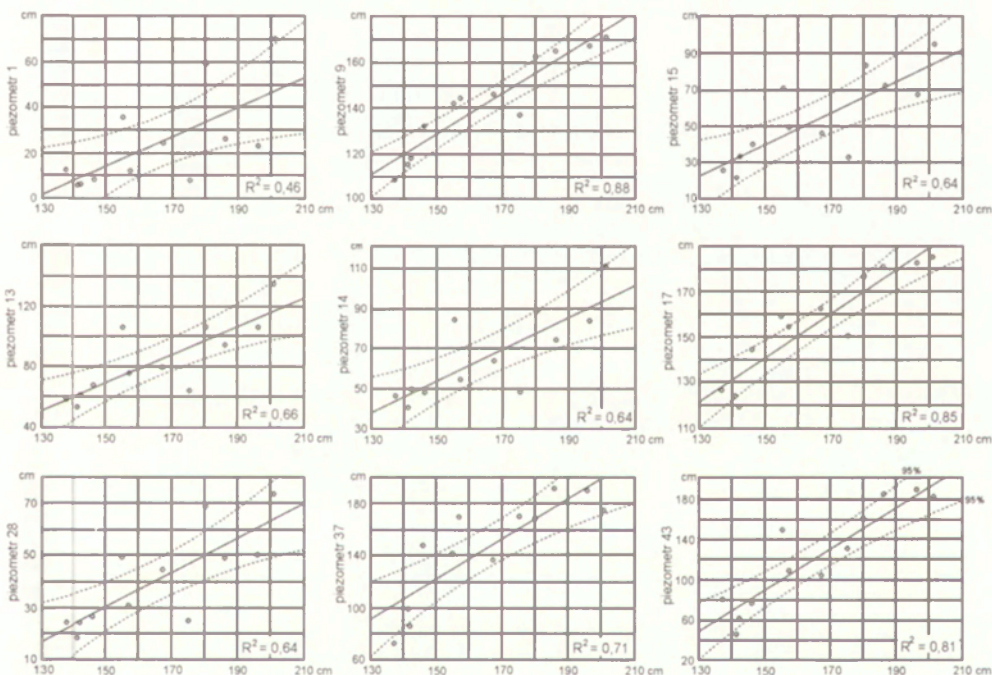 cm
piezometr 1
60
40
20
0
130 150 170 190 210 cm
R² = 0,46
cm
piezometr 9
160
140
120
100
130 150 170 190 210 cm
R² = 0,88
cm
piezometr 15
90
70
50
30
10
130 150 170 190 210 cm
R² = 0,64
cm
piezometr 13
120
80
40
130 150 170 190 210 cm
R² = 0,66
cm
piezometr 14
110
90
70
50
30
130 150 170 190 210 cm
R² = 0,64
cm
piezometr 17
170
150
130
110
130 150 170 190 210 cm
R² = 0,85
cm
piezometr 28
70
50
30
10
130 150 170 190 210 cm
R² = 0,64
cm
piezometr 37
180
140
100
60
130 150 170 190 210 cm
R² = 0,71
cm
piezometr 43
180
140
100
60
20
130 150 170 190 210 cm
R² = 0,81
95%
95%